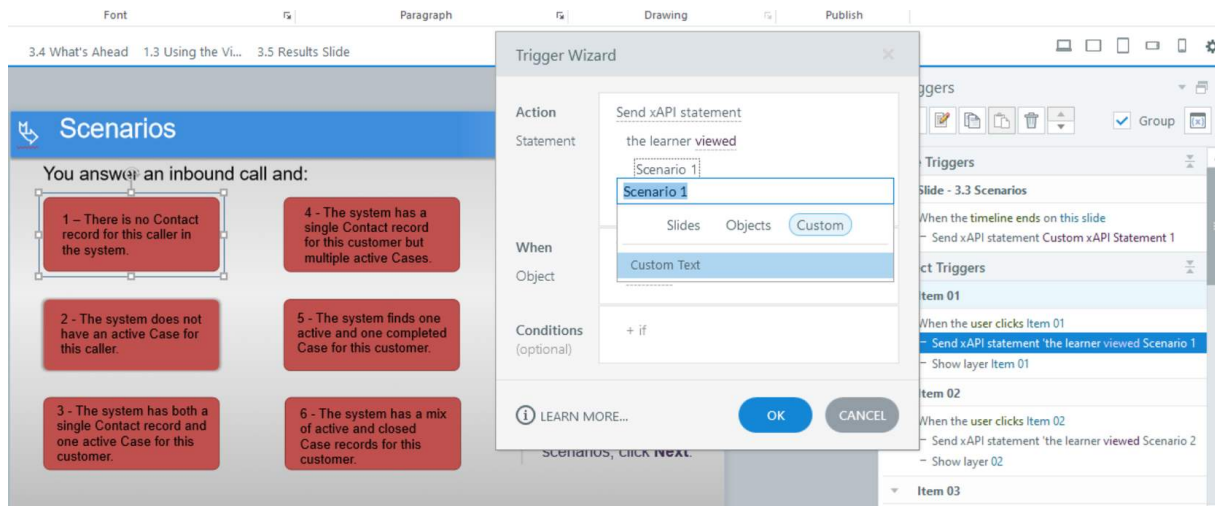 Font
Paragraph
Drawing
Publish
3.4 What's Ahead
1.3 Using the Vi...
3.5 Results Slide
Scenarios
You answer an inbound call and:
1 – There is no Contact
record for this caller in
the system.
4 - The system has a
single Contact record
for this customer but
multiple active Cases.
2 - The system does not
have an active Case for
this caller.
5 - The system finds one
active and one completed
Case for this customer.
3 - The system has both a
single Contact record and
one active Case for this
customer.
6 - The system has a mix
of active and closed
Case records for this
customer.
scenarios, click Next.
Trigger Wizard
Action
Send xAPI statement
Statement
the learner viewed
Scenario 1
Scenario 1
Slides Objects Custom
Custom Text
When
Object
Conditions
+ if
(optional)
LEARN MORE...
OK
CANCEL
ggers
Group
Triggers
Slide - 3.3 Scenarios
When the timeline ends on this slide
– Send xAPI statement Custom xAPI Statement 1
ct Triggers
Item 01
When the user clicks Item 01
– Send xAPI statement 'the learner viewed Scenario 1
– Show layer Item 01
Item 02
When the user clicks Item 02
– Send xAPI statement 'the learner viewed Scenario 2
– Show layer 02
Item 03